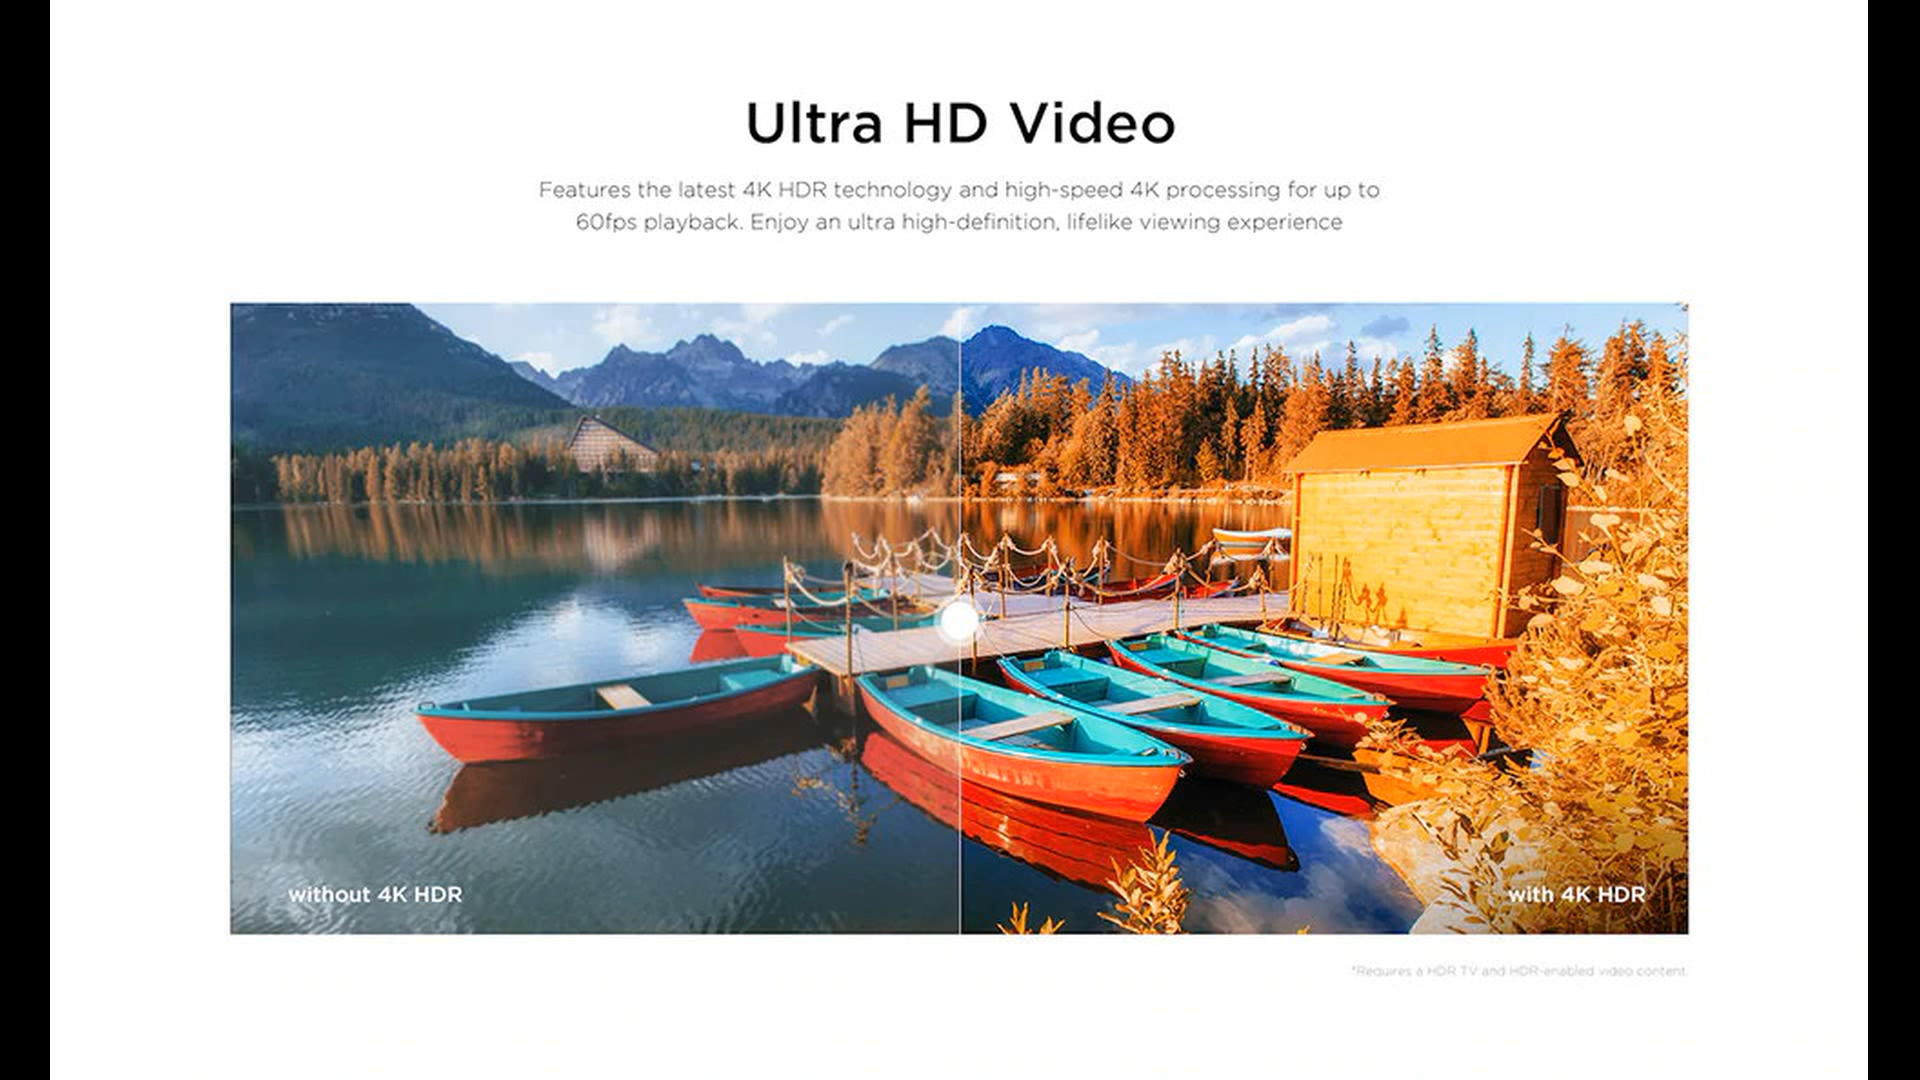 Ultra HD Video
Features the latest 4K HDR technology and high-speed 4K processing for up to
60fps playback. Enjoy an ultra high-definition, lifelike viewing experience
without 4K HDR
with 4K HDR
*Requires a HDR TV and HDR-enabled video content.